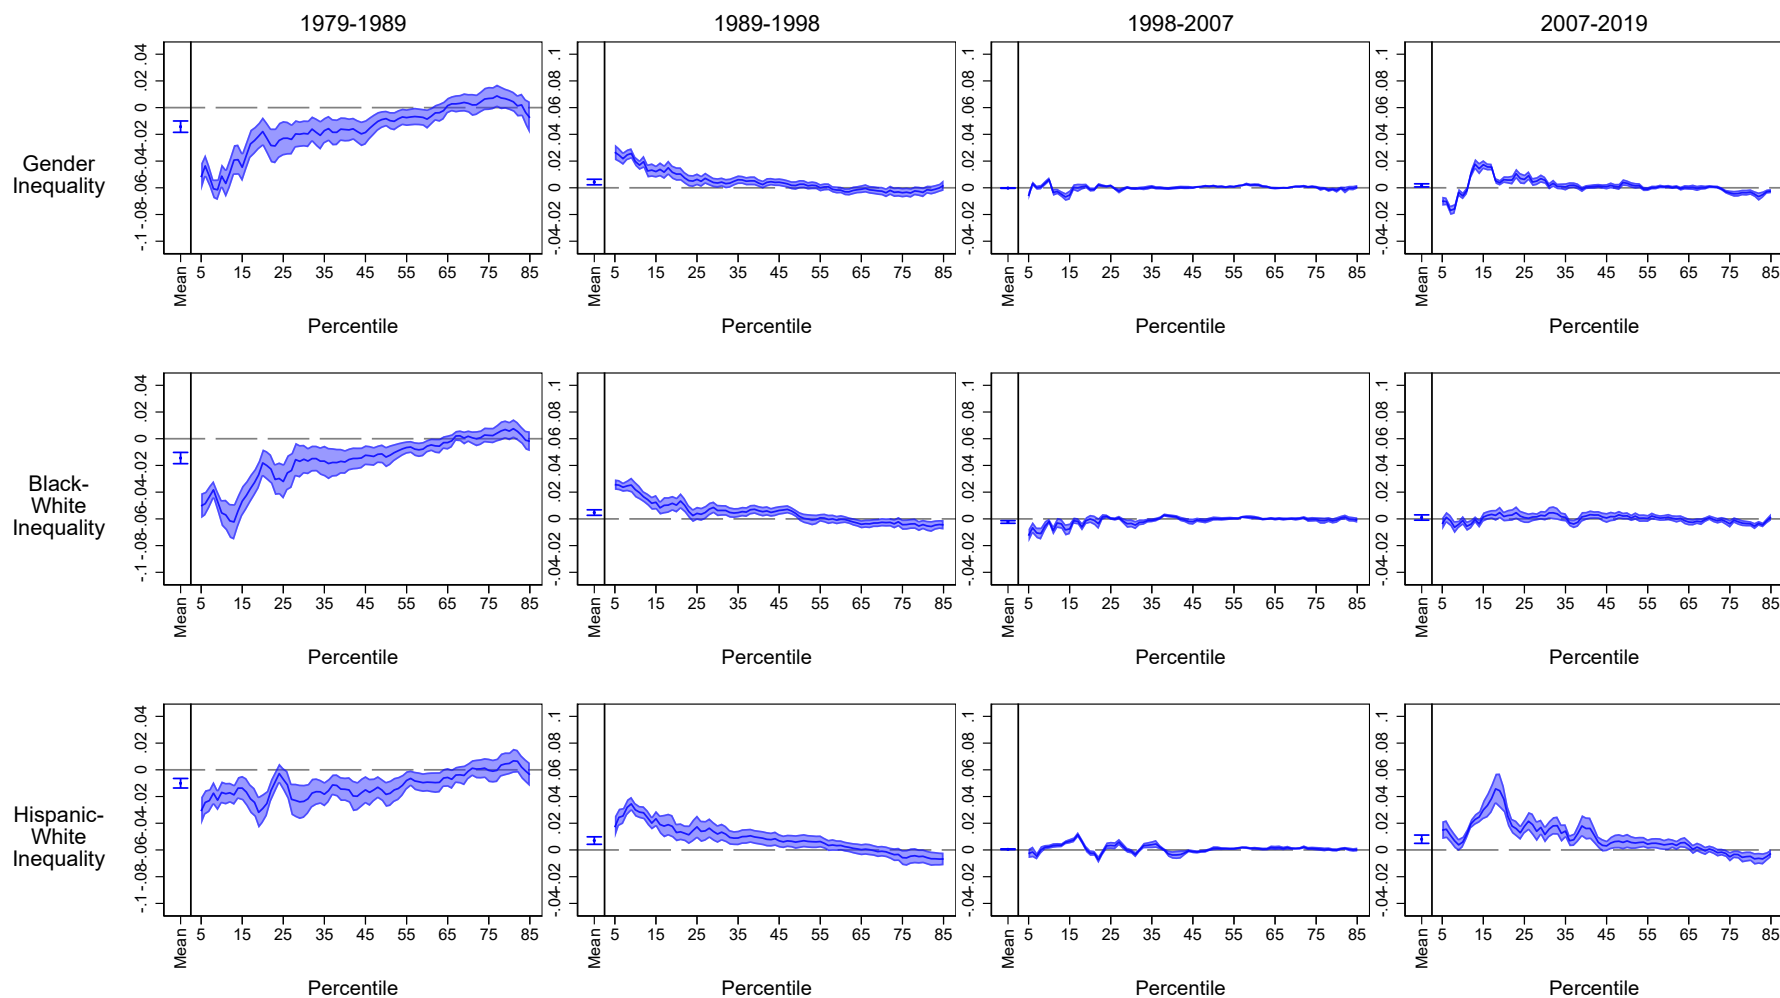 1979-1989 1989-1998 1998-2007 2007-2019
Gender
Inequality
-.1 -.08 -.06 -.04 -.02 0 .02 .04
-.04 -.02 0 .02 .04 .06 .08 .1
-.04 -.02 0 .02 .04 .06 .08 .1
-.04 -.02 0 .02 .04 .06 .08 .1
Mean 5 15 25 35 45 55 65 75 85
Mean 5 15 25 35 45 55 65 75 85
Mean 5 15 25 35 45 55 65 75 85
Mean 5 15 25 35 45 55 65 75 85
Percentile Percentile Percentile Percentile
Black-
White
Inequality
-.1 -.08 -.06 -.04 -.02 0 .02 .04
-.04 -.02 0 .02 .04 .06 .08 .1
-.04 -.02 0 .02 .04 .06 .08 .1
-.04 -.02 0 .02 .04 .06 .08 .1
Mean 5 15 25 35 45 55 65 75 85
Mean 5 15 25 35 45 55 65 75 85
Mean 5 15 25 35 45 55 65 75 85
Mean 5 15 25 35 45 55 65 75 85
Percentile Percentile Percentile Percentile
Hispanic-
White
Inequality
-.1 -.08 -.06 -.04 -.02 0 .02 .04
-.04 -.02 0 .02 .04 .06 .08 .1
-.04 -.02 0 .02 .04 .06 .08 .1
-.04 -.02 0 .02 .04 .06 .08 .1
Mean 5 15 25 35 45 55 65 75 85
Mean 5 15 25 35 45 55 65 75 85
Mean 5 15 25 35 45 55 65 75 85
Mean 5 15 25 35 45 55 65 75 85
Percentile Percentile Percentile Percentile